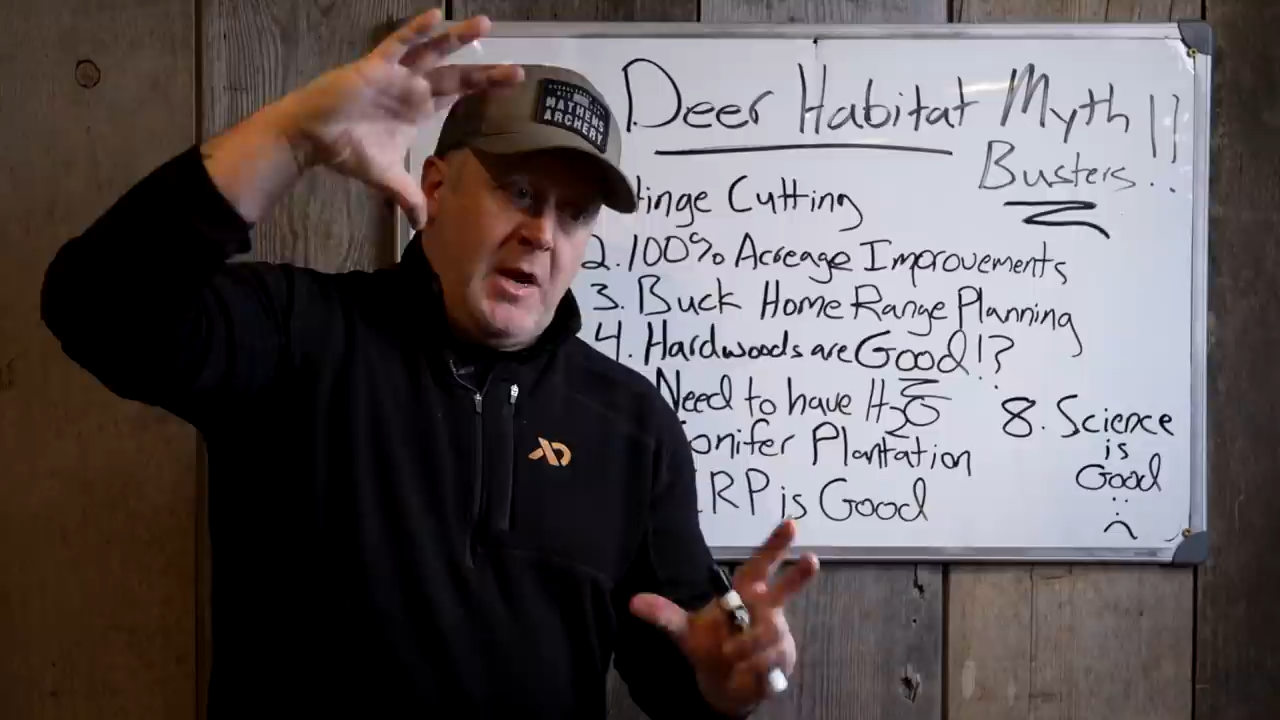 MATHEWS
ARCHERY
Deer Habitat Myth!!
Busters..
inge Cutting
2. 100% Acreage Improvements
3. Buck Home Range Planning
4. Hardwoods are Good!?
Need to have H2O
onifer Plantation
RP is Good
8. Science
is
Good